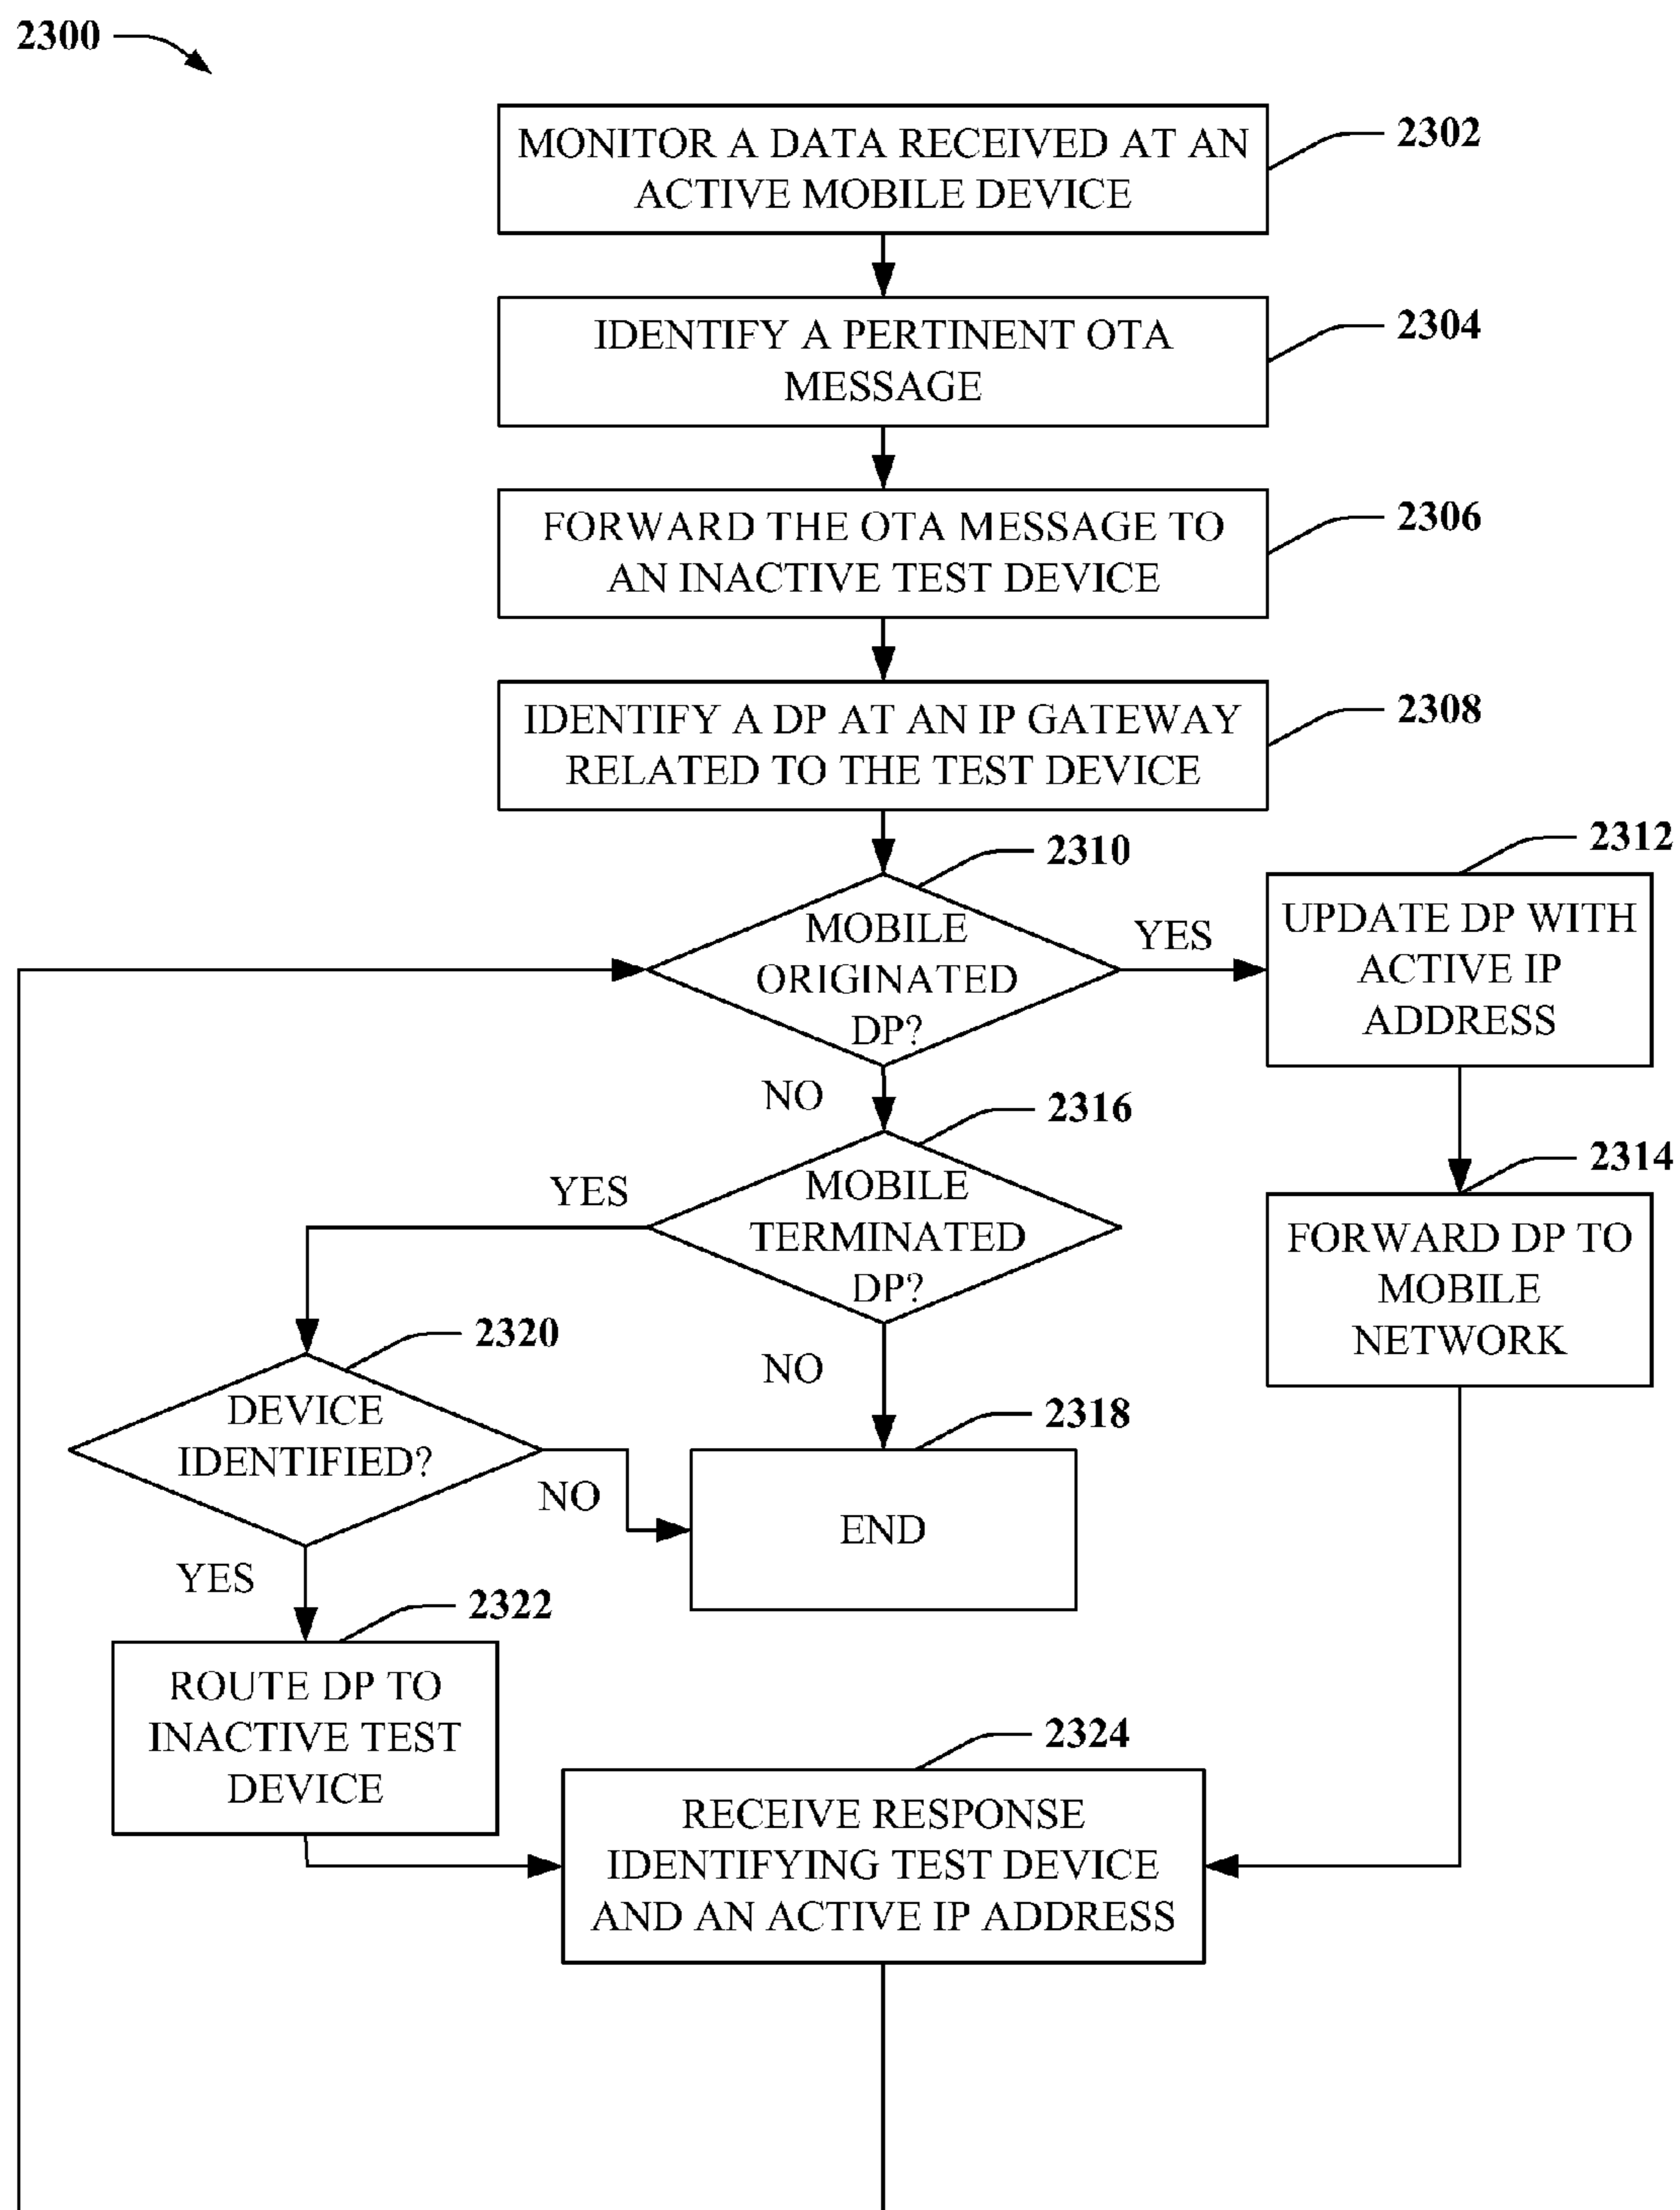 2300
MONITOR A DATA RECEIVED AT AN
ACTIVE MOBILE DEVICE
2302
IDENTIFY A PERTINENT OTA
MESSAGE
2304
FORWARD THE OTA MESSAGE TO
AN INACTIVE TEST DEVICE
2306
IDENTIFY A DP AT AN IP GATEWAY
RELATED TO THE TEST DEVICE
2308
2310
MOBILE
ORIGINATED
DP?
YES
2312
UPDATE DP WITH
ACTIVE IP
ADDRESS
NO
2316
MOBILE
TERMINATED
DP?
YES
2314
FORWARD DP TO
MOBILE
NETWORK
2320
DEVICE
IDENTIFIED?
NO
NO
2318
END
YES
2322
ROUTE DP TO
INACTIVE TEST
DEVICE
2324
RECEIVE RESPONSE
IDENTIFYING TEST DEVICE
AND AN ACTIVE IP ADDRESS